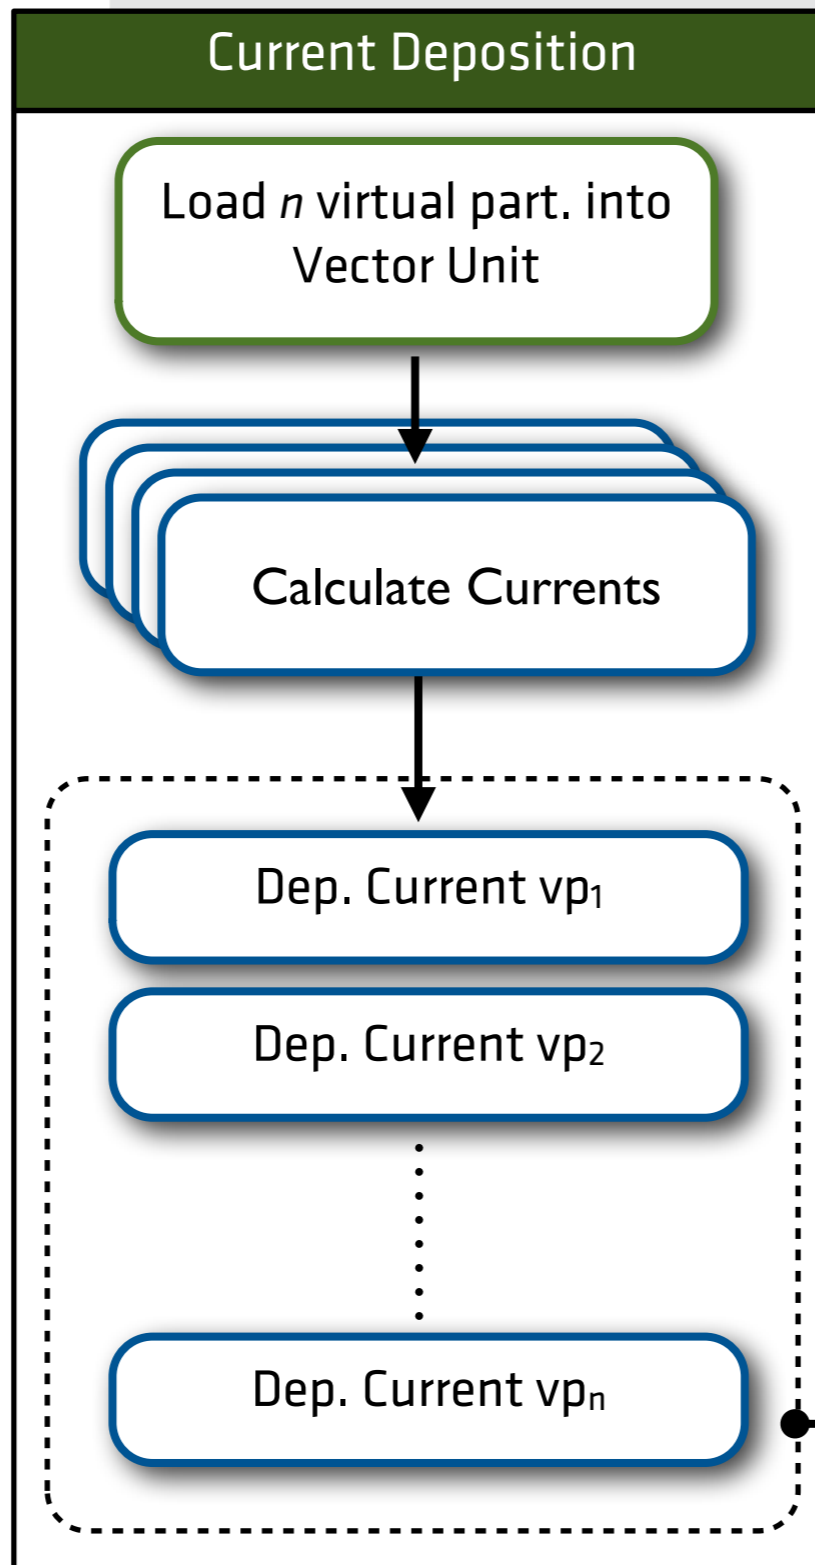 Current Deposition
Load n virtual part. into
Vector Unit
Calculate Currents
Dep. Current vp₁
Dep. Current vp₂
Dep. Current vpₙ